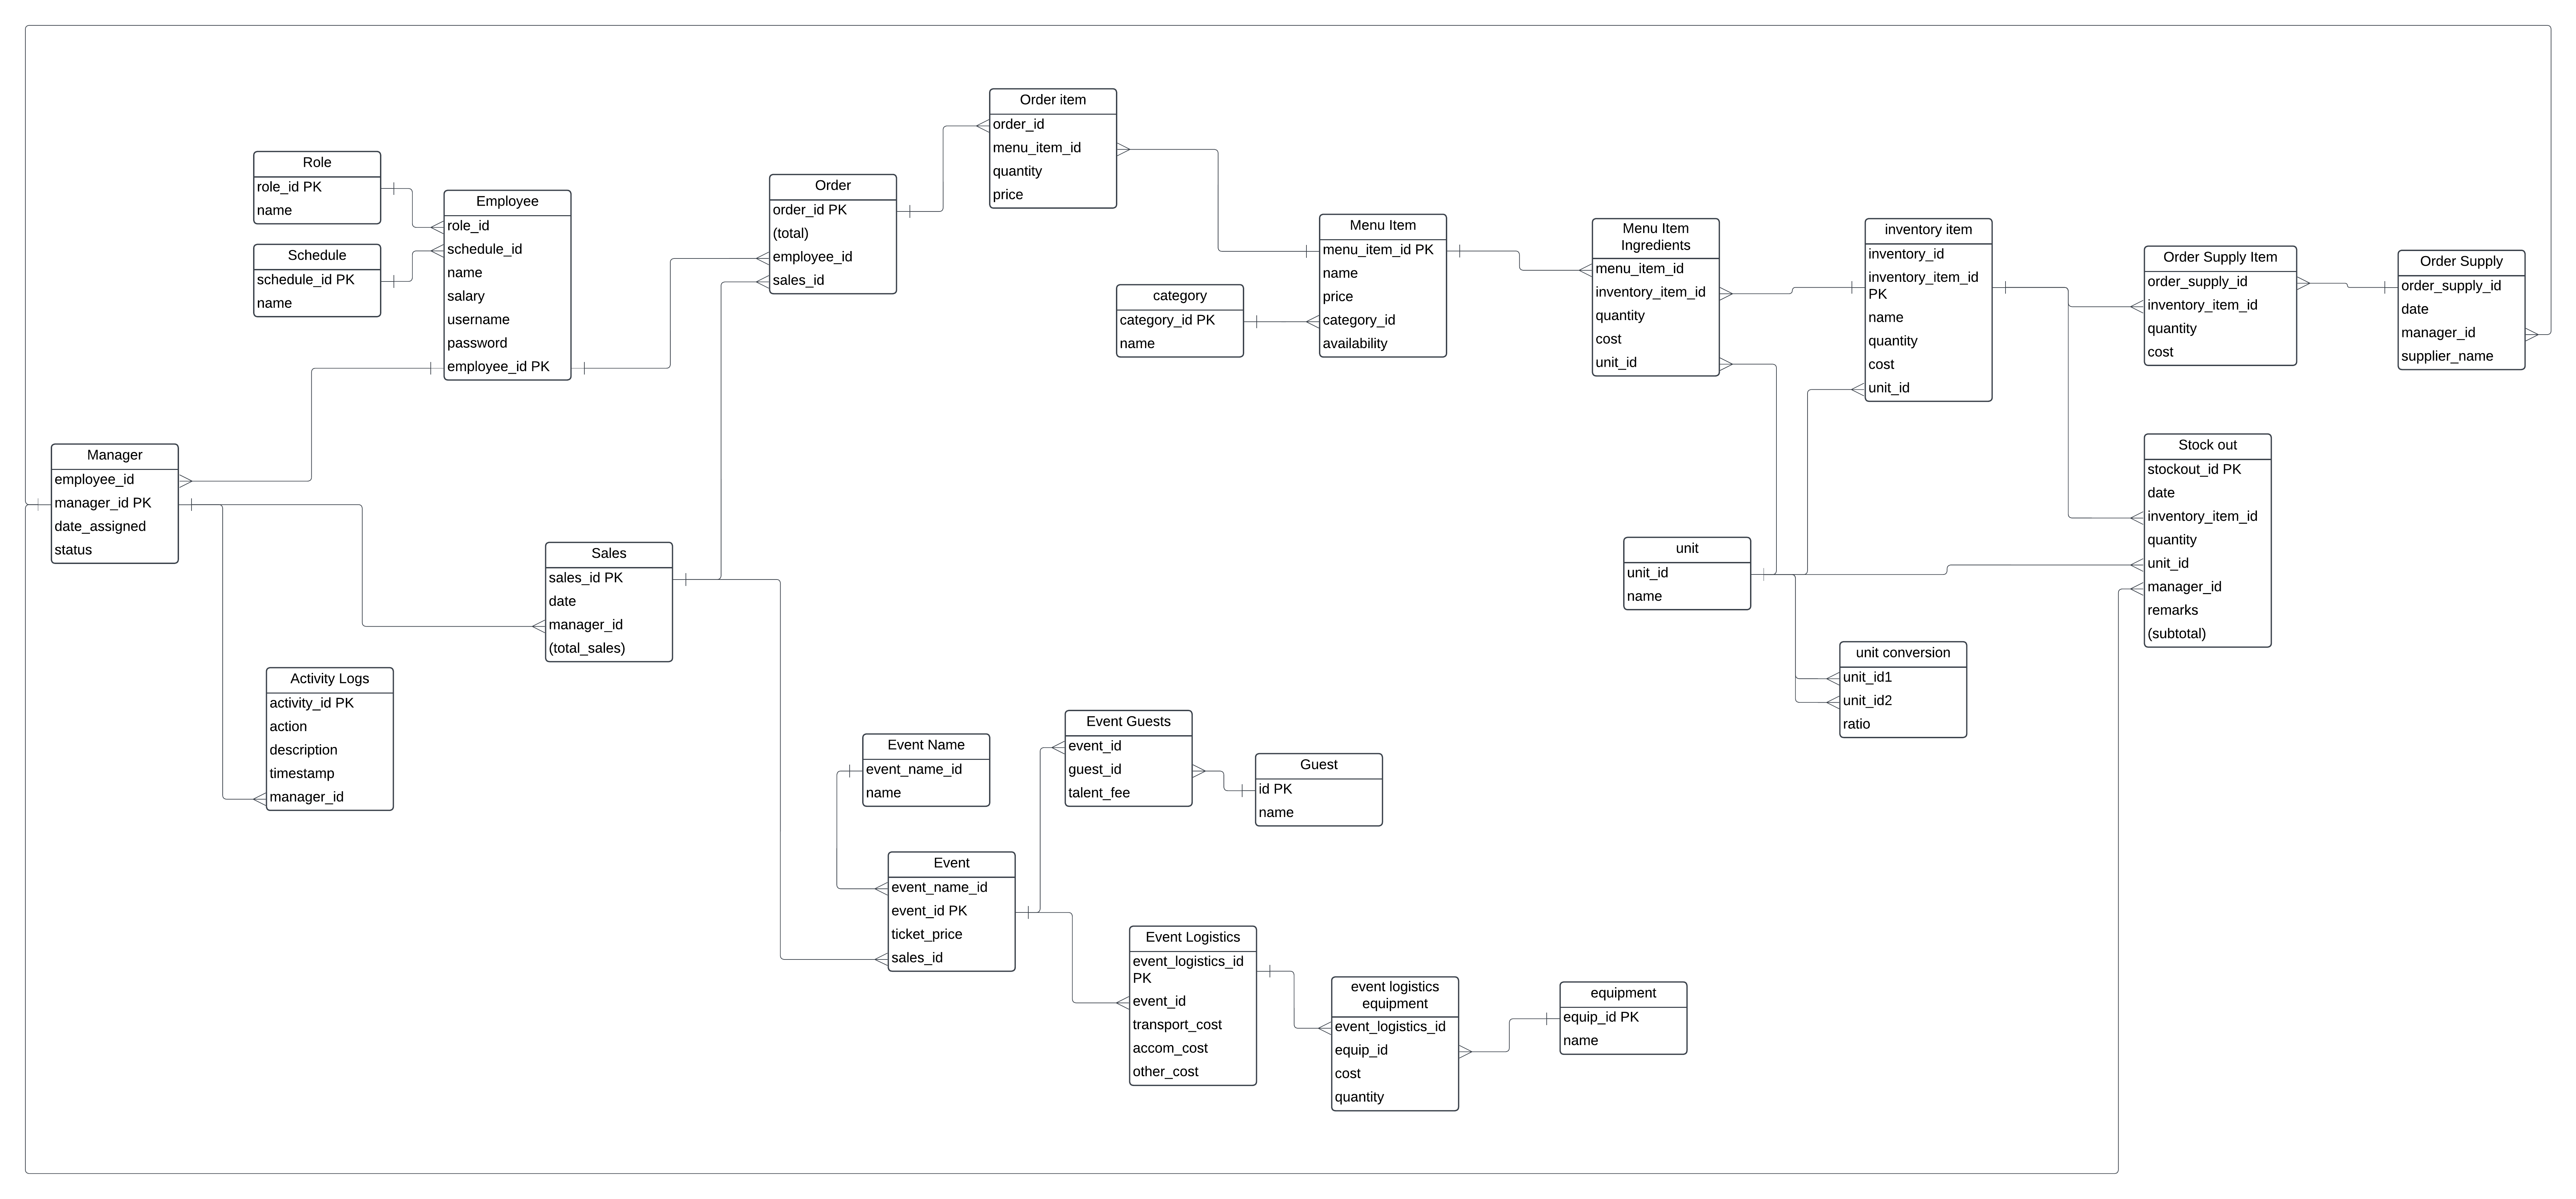 Order item
order_id
menu_item_id
quantity
price
Role
role_id PK
name
Schedule
schedule_id PK
name
Employee
role_id
schedule_id
name
salary
username
password
employee_id PK
Order
order_id PK
(total)
employee_id
sales_id
Menu Item
menu_item_id PK
name
price
category_id
availability
category
category_id PK
name
Menu Item
Ingredients
menu_item_id
inventory_item_id
quantity
cost
unit_id
inventory item
inventory_id
inventory_item_id
PK
name
quantity
cost
unit_id
Order Supply Item
order_supply_id
inventory_item_id
quantity
cost
Order Supply
order_supply_id
date
manager_id
supplier_name
Manager
employee_id
manager_id PK
date_assigned
status
Stock out
stockout_id PK
date
inventory_item_id
quantity
unit_id
manager_id
remarks
(subtotal)
Sales
sales_id PK
date
manager_id
(total_sales)
unit
unit_id
name
unit conversion
unit_id1
unit_id2
ratio
Activity Logs
activity_id PK
action
description
timestamp
manager_id
Event Name
event_name_id
name
Event Guests
event_id
guest_id
talent_fee
Guest
id PK
name
Event
event_name_id
event_id PK
ticket_price
sales_id
Event Logistics
event_logistics_id
PK
event_id
transport_cost
accom_cost
other_cost
event logistics
equipment
event_logistics_id
equip_id
cost
quantity
equipment
equip_id PK
name